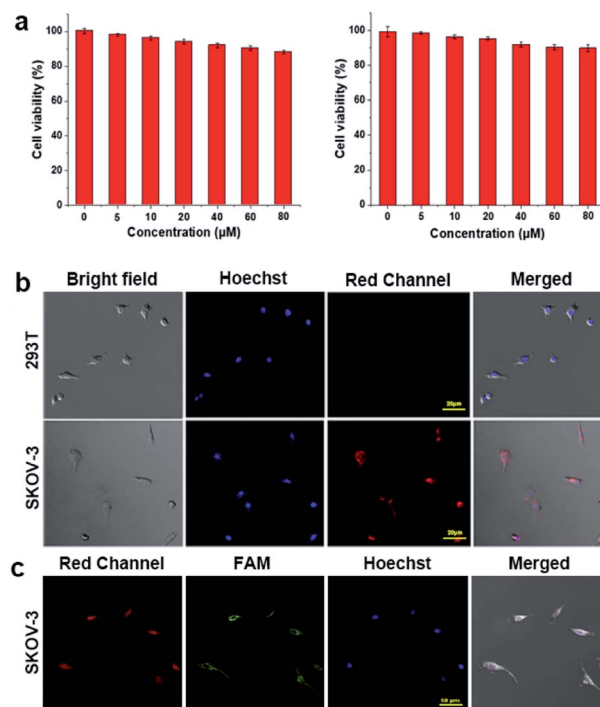 a
100
80
60
40
20
0
Cell viability (%)
0 5 10 20 40 60 80
Concentration (µM)
100
80
60
40
20
0
Cell viability (%)
0 5 10 20 40 60 80
Concentration (µM)
b
Bright field Hoechst Red Channel Merged
293T
20µm
SKOV-3
20µm
c
Red Channel FAM Hoechst Merged
SKOV-3
50 µm